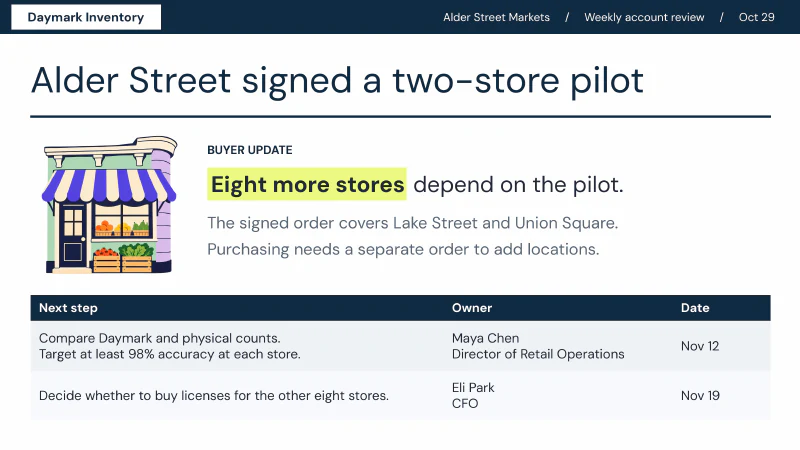 Daymark Inventory
Alder Street Markets / Weekly account review / Oct 29
Alder Street signed a two-store pilot
BUYER UPDATE
Eight more stores depend on the pilot.
The signed order covers Lake Street and Union Square.
Purchasing needs a separate order to add locations.
Next step Owner Date
Compare Daymark and physical counts.
Target at least 98% accuracy at each store.
Maya Chen
Director of Retail Operations
Nov 12
Decide whether to buy licenses for the other eight stores.
Eli Park
CFO
Nov 19